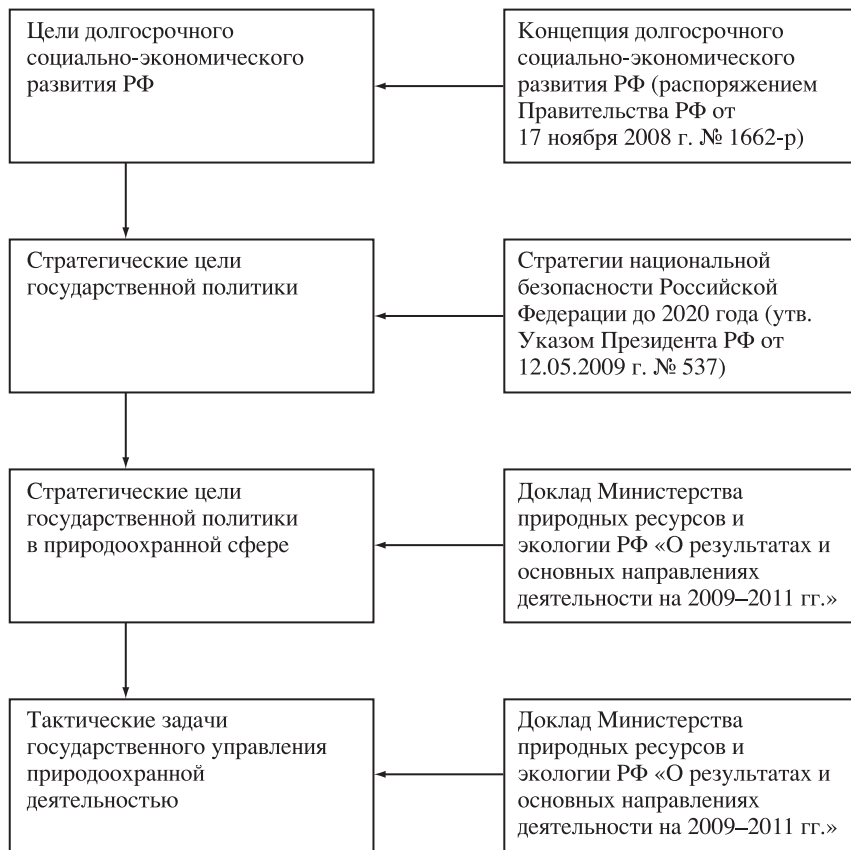 Цели долгосрочного
социально-экономического
развития РФ
Концепция долгосрочного
социально-экономического
развития РФ (распоряжением
Правительства РФ от
17 ноября 2008 г. № 1662-р)
Стратегические цели
государственной политики
Стратегии национальной
безопасности Российской
Федерации до 2020 года (утв.
Указом Президента РФ от
12.05.2009 г. № 537)
Стратегические цели
государственной политики
в природоохранной сфере
Доклад Министерства
природных ресурсов и
экологии РФ «О результатах и
основных направлениях
деятельности на 2009–2011 гг.»
Тактические задачи
государственного управления
природоохранной
деятельностью
Доклад Министерства
природных ресурсов и
экологии РФ «О результатах и
основных направлениях
деятельности на 2009–2011 гг.»